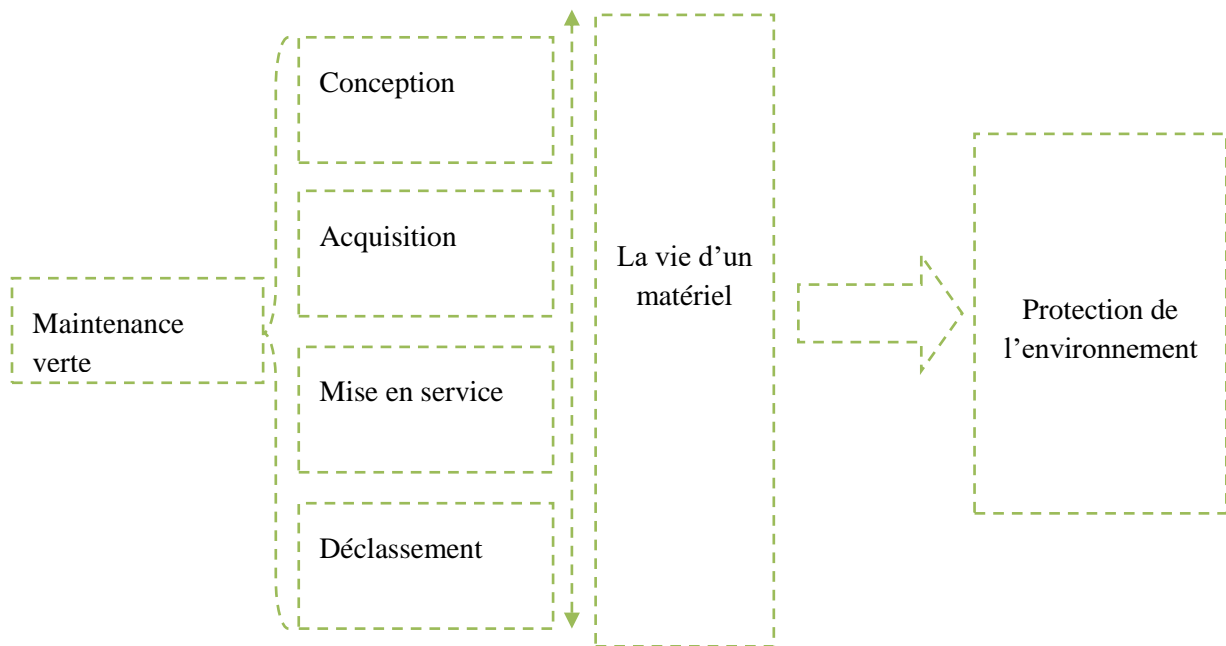 Maintenance
verte
Conception
Acquisition
Mise en service
Déclassement
La vie d’un
matériel
Protection de
l’environnement